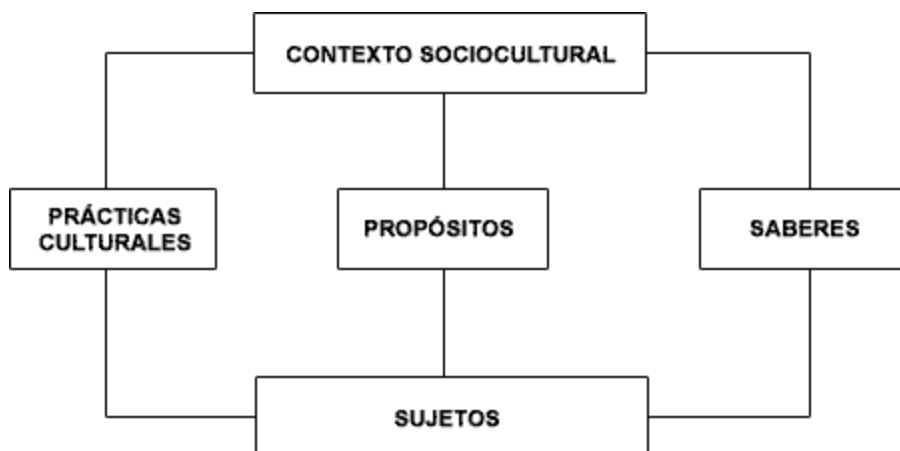 CONTEXTO SOCIOCULTURAL
PRÁCTICAS
CULTURALES
PROPÓSITOS
SABERES
SUJETOS